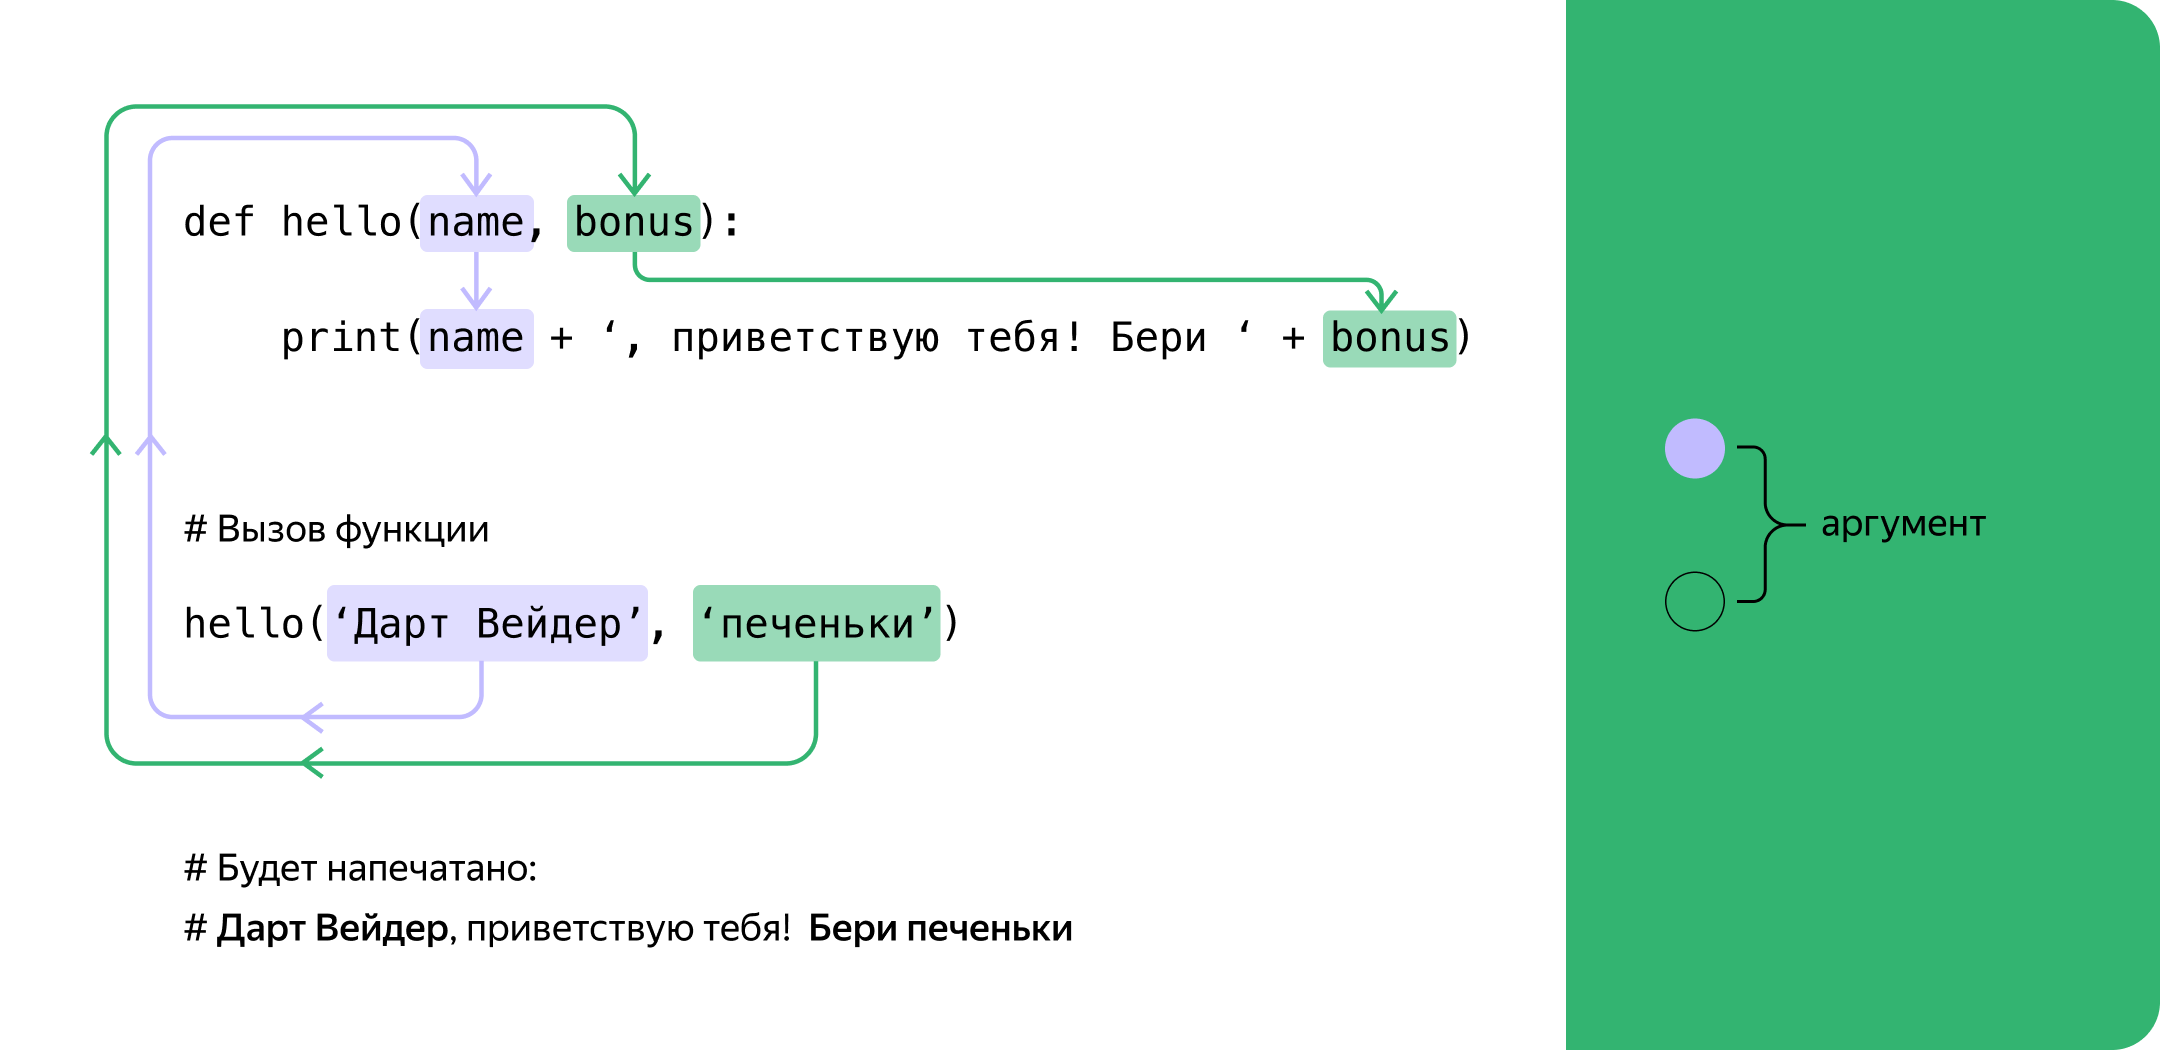 def hello(name, bonus):
print(name + ‘, приветствую тебя! Бери ‘ + bonus)
# Вызов функции
hello(‘Дарт Вейдер’, ‘печеньки’)
# Будет напечатано:
# Дарт Вейдер, приветствую тебя! Бери печеньки
аргумент